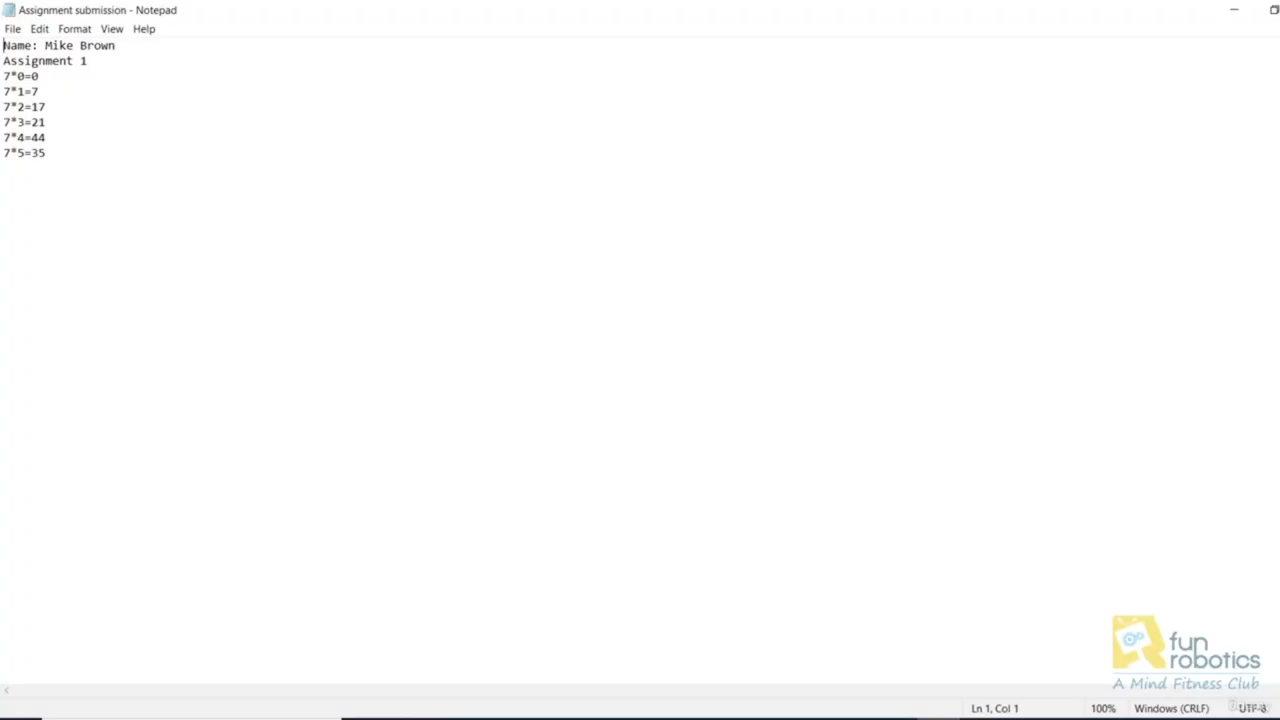 Assignment submission - Notepad
File Edit Format View Help
Name: Mike Brown
Assignment 1
7*0=0
7*1=7
7*2=17
7*3=21
7*4=44
7*5=35
fun
robotics
A Mind Fitness Club
Ln 1, Col 1 100% Windows (CRLF) UTF-8